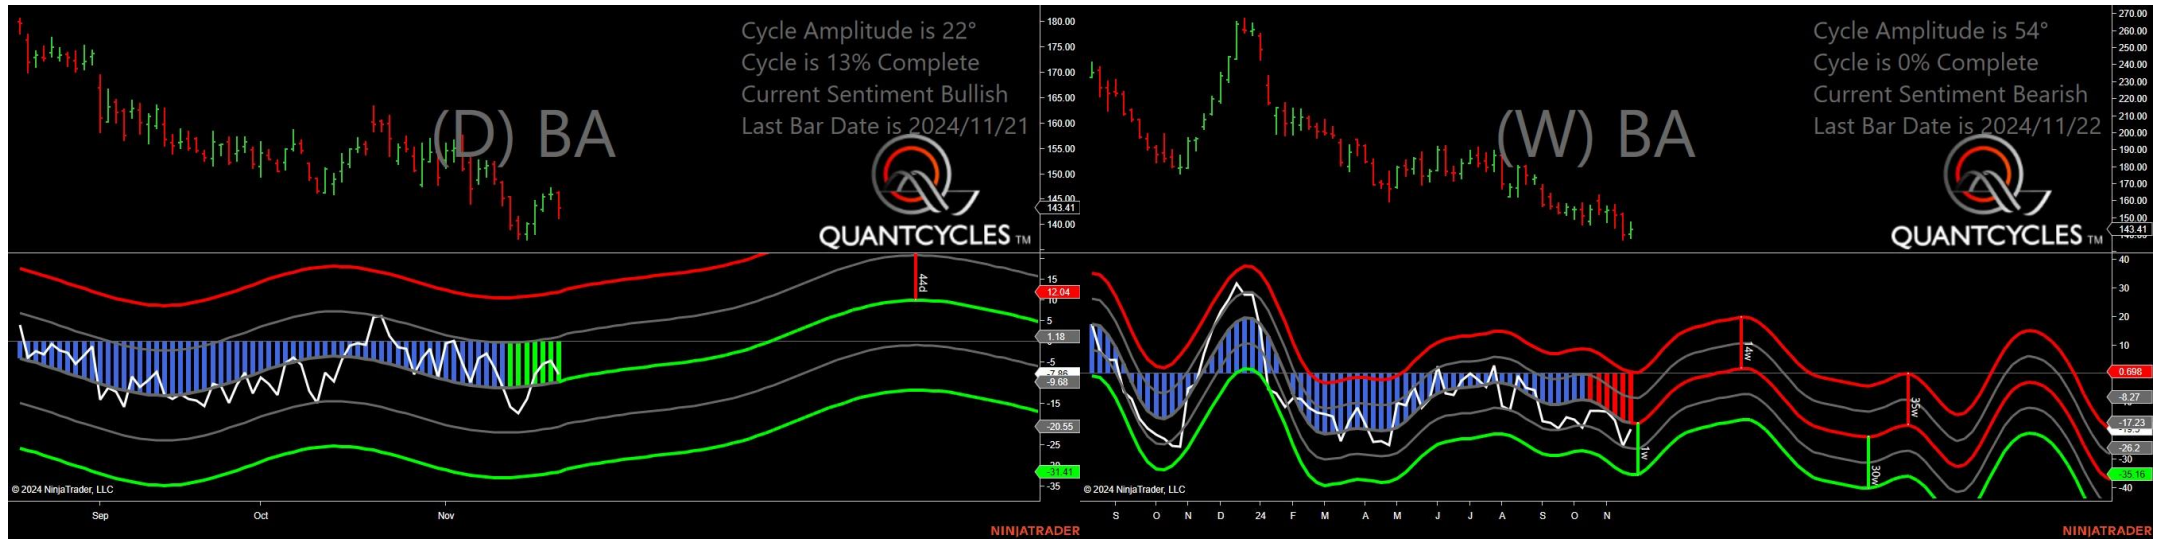 Cycle Amplitude is 22°
Cycle is 13% Complete
Current Sentiment Bullish
Last Bar Date is 2024/11/21
(D) BA
QUANTCYCLES TM
180.00
175.00
170.00
165.00
160.00
155.00
150.00
145.00
143.41
140.00
44d
15
12.04
10
5
1.18
-5
-7.86
-9.68
-15
-20.55
-25
-31.41
-35
© 2024 NinjaTrader, LLC
Sep Oct Nov
NINJATRADER
Cycle Amplitude is 54°
Cycle is 0% Complete
Current Sentiment Bearish
Last Bar Date is 2024/11/22
(W) BA
QUANTCYCLES TM
270.00
260.00
250.00
240.00
230.00
220.00
210.00
200.00
190.00
180.00
170.00
160.00
150.00
143.41
1w
14w
30w
35w
40
30
20
10
0.698
-8.27
-17.23
-26.2
-30
-35.16
-40
© 2024 NinjaTrader, LLC
S O N D 24 F M A M J J A S O N
NINJATRADER